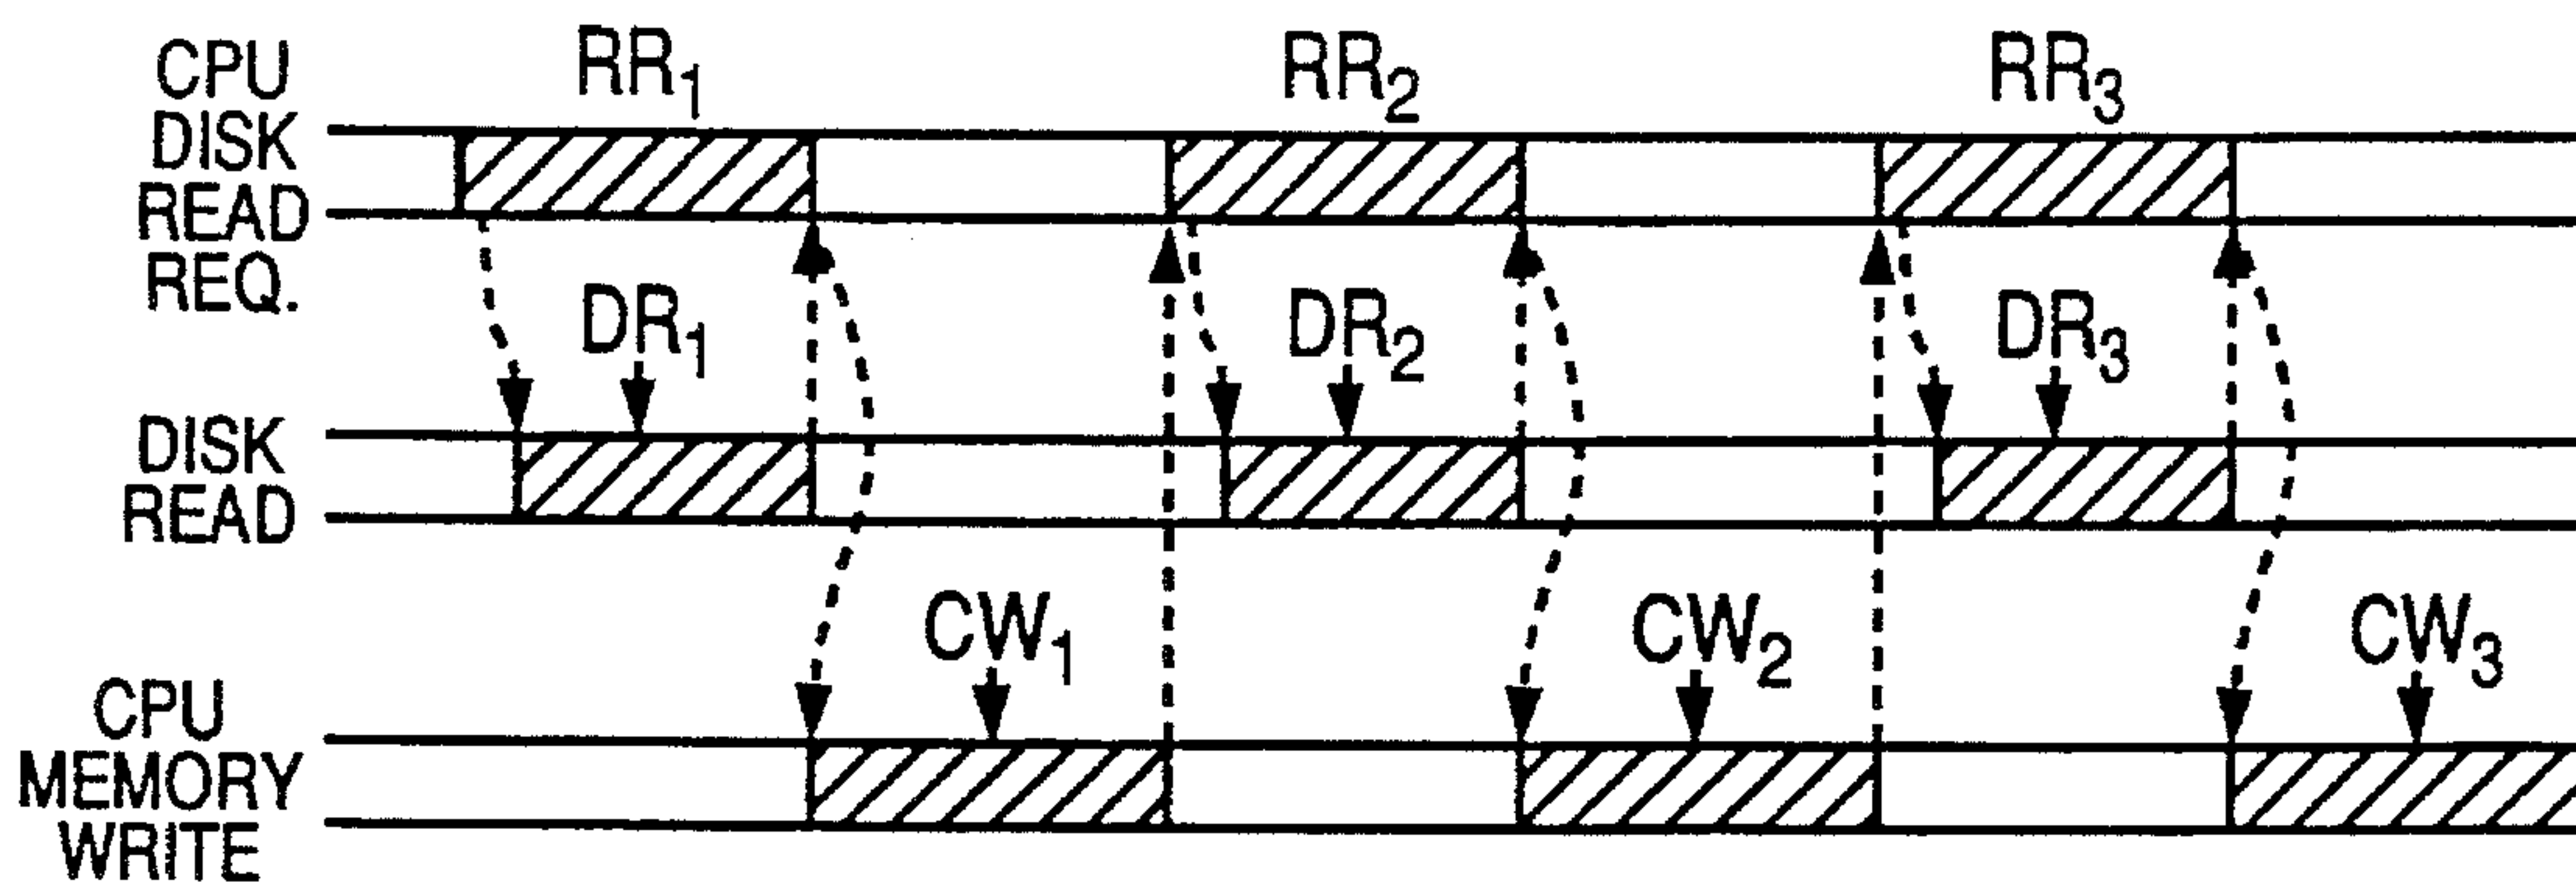 CPU
DISK
READ
REQ.
RR₁
RR₂
RR₃
DR₁
DR₂
DR₃
DISK
READ
CW₁
CW₂
CW₃
CPU
MEMORY
WRITE